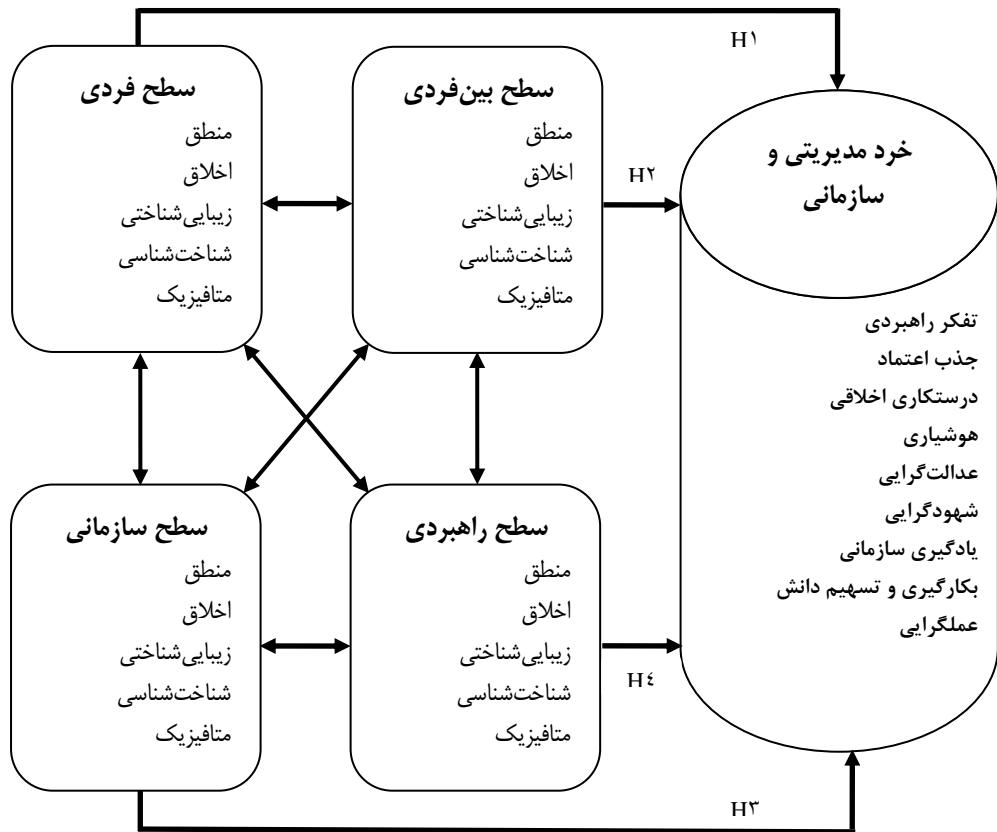 H۱
سطح فردی
منطق
اخلاق
زیبایی‌شناختی
شناخت‌شناسی
متافیزیک
سطح بین‌فردی
منطق
اخلاق
زیبایی‌شناختی
شناخت‌شناسی
متافیزیک
H۲
خرد مدیریتی و
سازمانی
تفکر راهبردی
جذب اعتماد
درستکاری اخلاقی
هوشیاری
عدالت‌گرایی
شهودگرایی
یادگیری سازمانی
بکارگیری و تسهیم دانش
عملگرایی
سطح سازمانی
منطق
اخلاق
زیبایی‌شناختی
شناخت‌شناسی
متافیزیک
سطح راهبردی
منطق
اخلاق
زیبایی‌شناختی
شناخت‌شناسی
متافیزیک
H٤
H۳